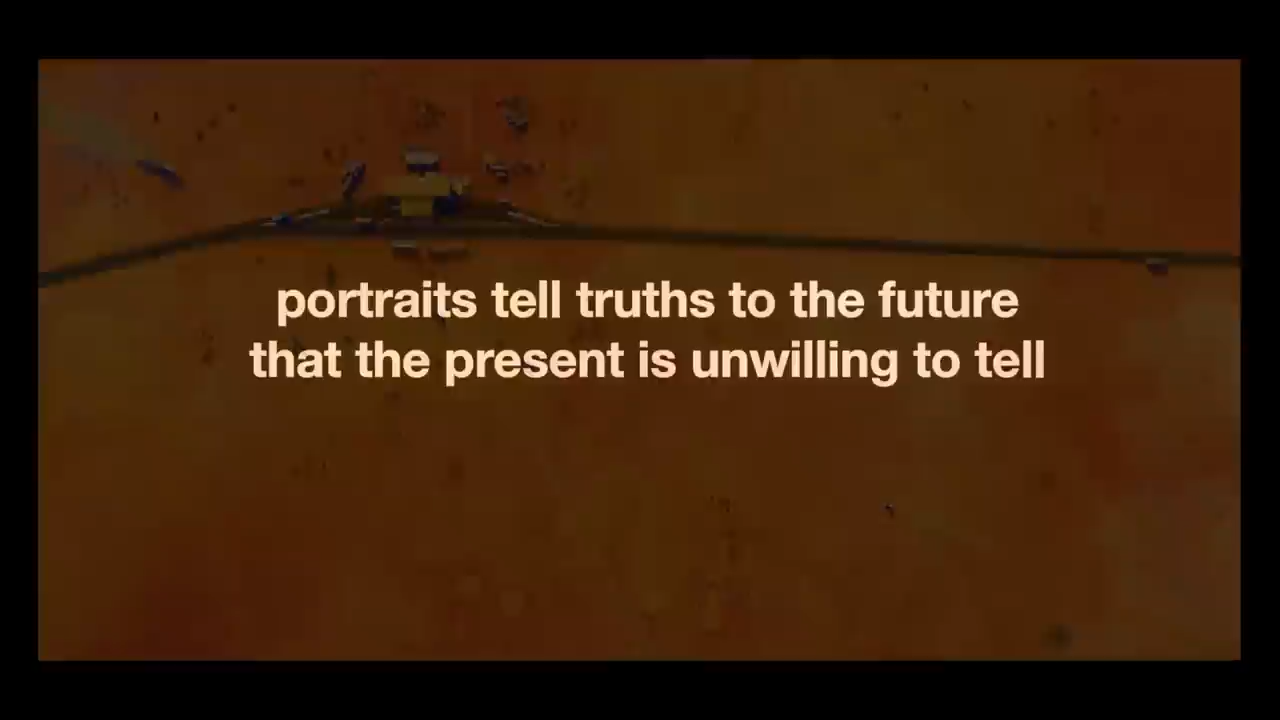 portraits tell truths to the future
that the present is unwilling to tell